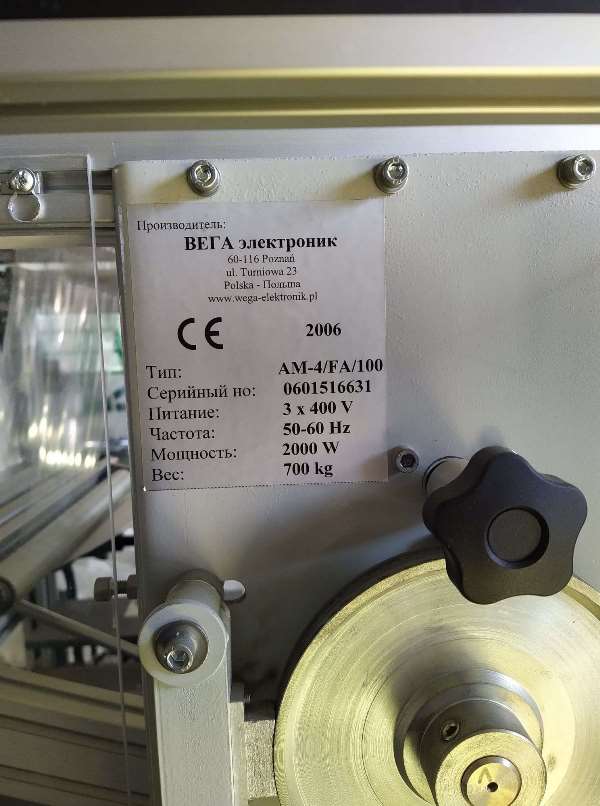 Производитель:
ВЕГА электроник
60-116 Poznań
ul. Turniowa 23
Polska - Польша
www.wega-elektronik.pl
CE 2006
Тип: AM-4/FA/100
Серийный но: 0601516631
Питание: 3 x 400 V
Частота: 50-60 Hz
Мощность: 2000 W
Вес: 700 kg